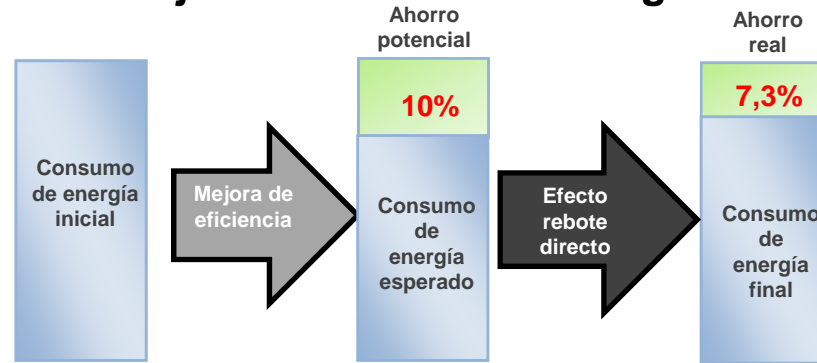 Ahorro
potencial
Ahorro
real
10%
7,3%
Consumo
de energía
inicial
Mejora de
eficiencia
Consumo
de
energía
esperado
Efecto
rebote
directo
Consumo
de
energía
final